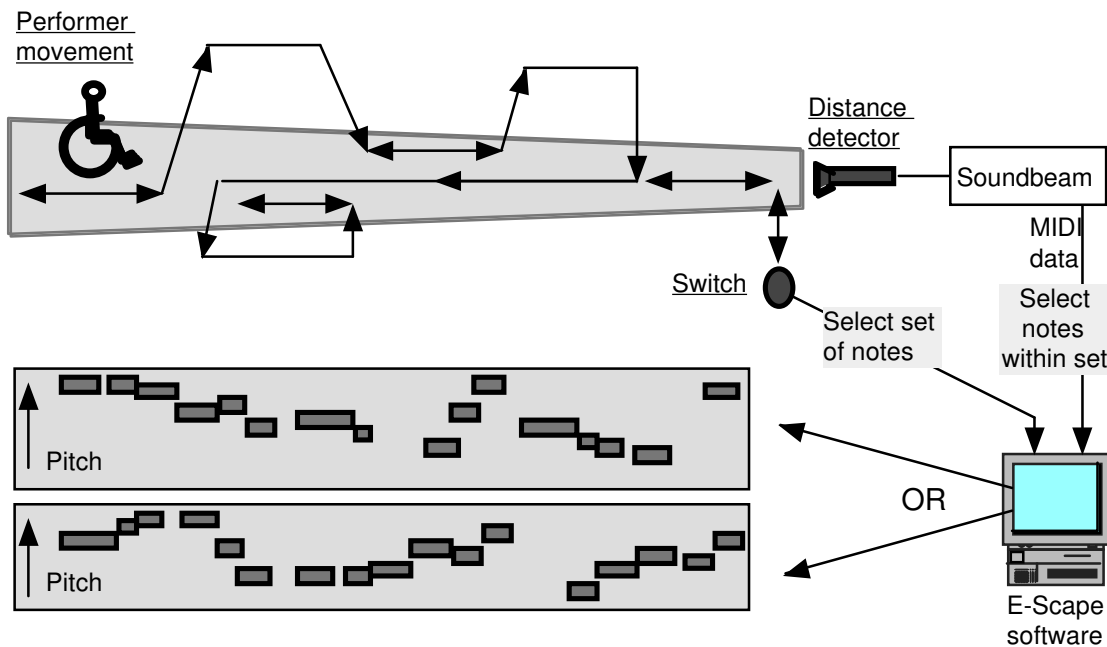 Performer
movement
Distance
detector
Soundbeam
MIDI
data
Switch
Select set
of notes
Select
notes
within set
Pitch
OR
Pitch
E-Scape
software